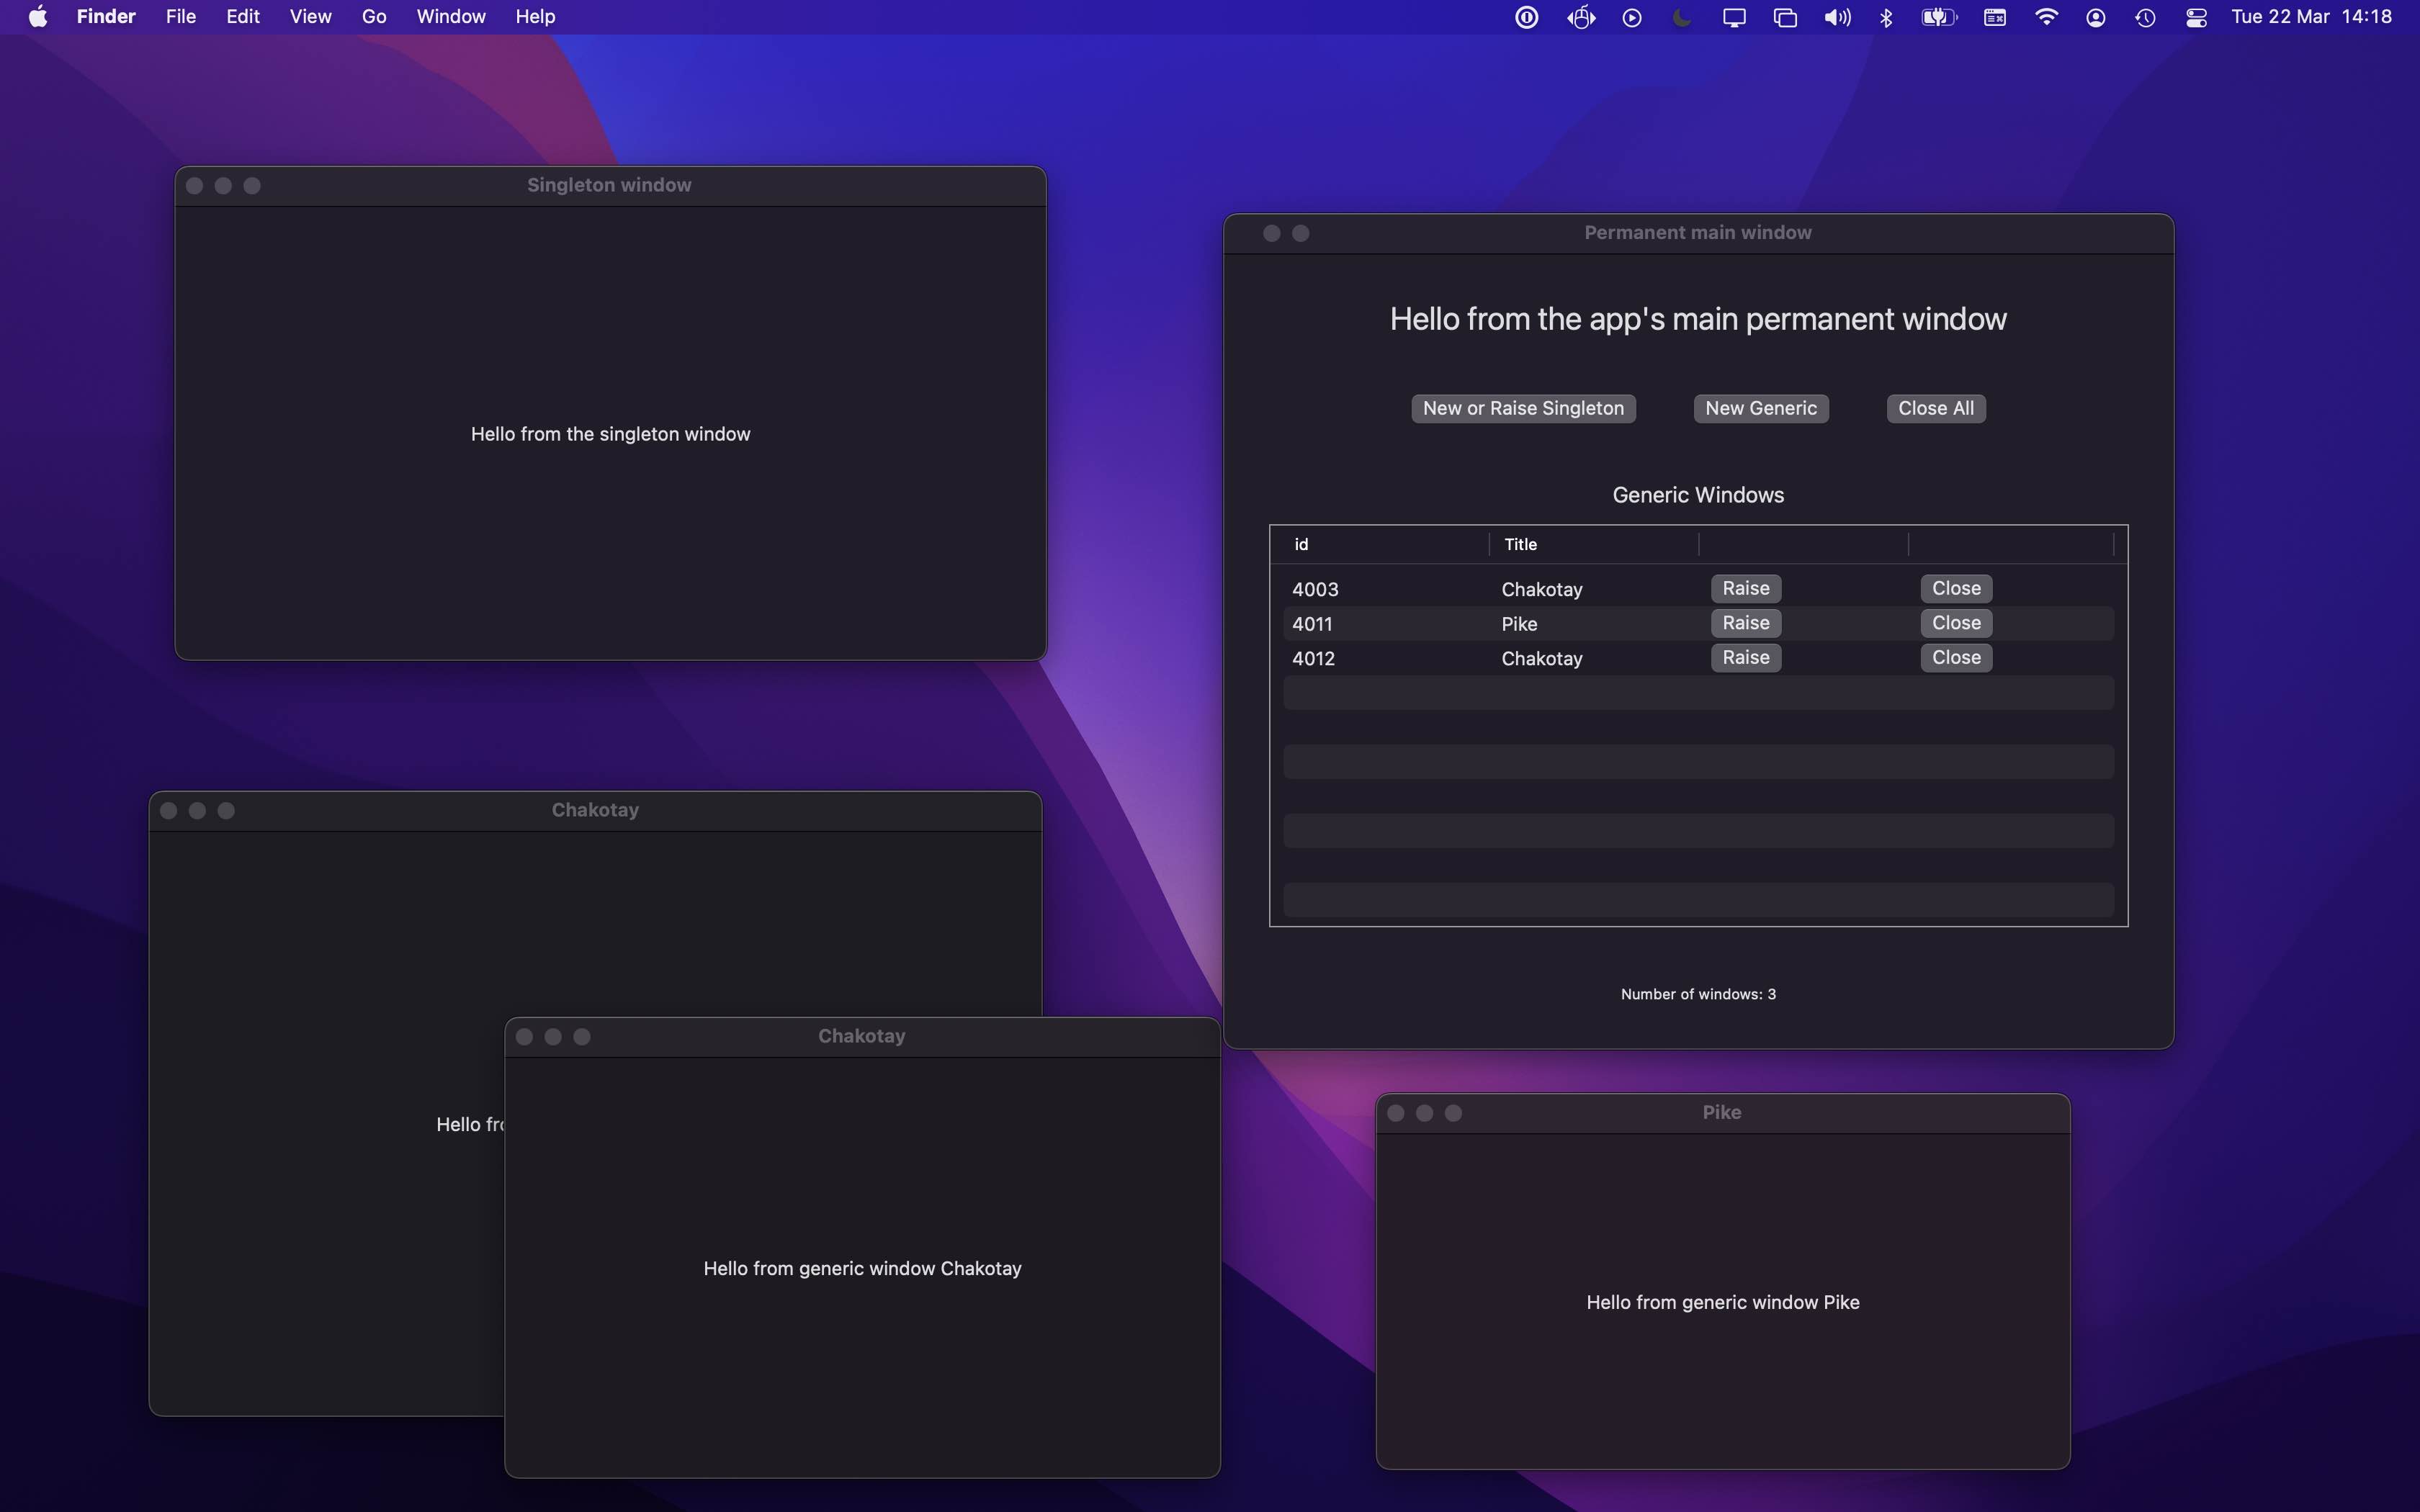 Finder File Edit View Go Window Help Tue 22 Mar 14:18
Singleton window
Hello from the singleton window
Permanent main window
Hello from the app's main permanent window
New or Raise Singleton New Generic Close All
Generic Windows
id Title
4003 Chakotay Raise Close
4011 Pike Raise Close
4012 Chakotay Raise Close
Number of windows: 3
Chakotay
Hello
Chakotay
Hello from generic window Chakotay
Pike
Hello from generic window Pike